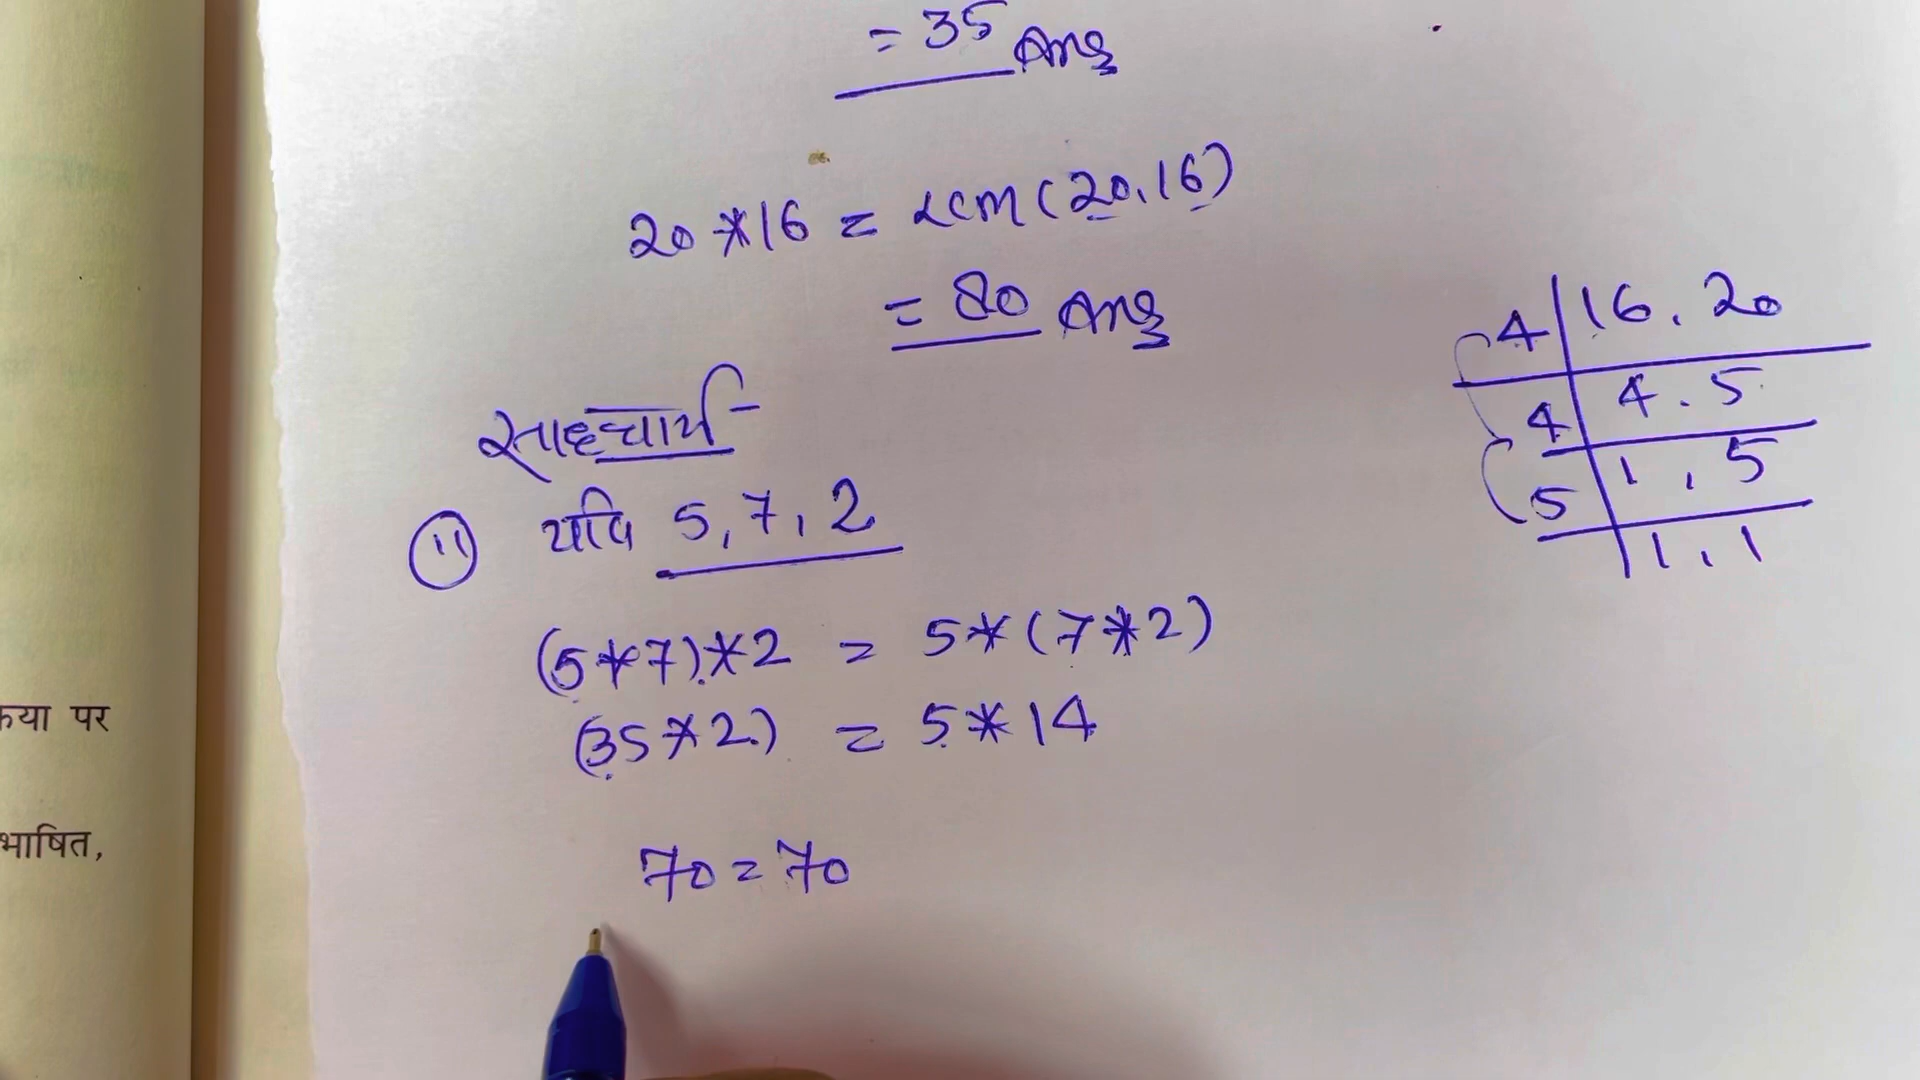 = 35 Ans
20 * 16 = LCM (20, 16)
= 80 Ans
4 | 16, 20
4 | 4, 5
5 | 1, 5
1, 1
साहचार्य -
(ii) यदि 5, 7, 2
(5*7)*2 = 5*(7*2)
(35*2) = 5*14
70 = 70
पर
भाषित,